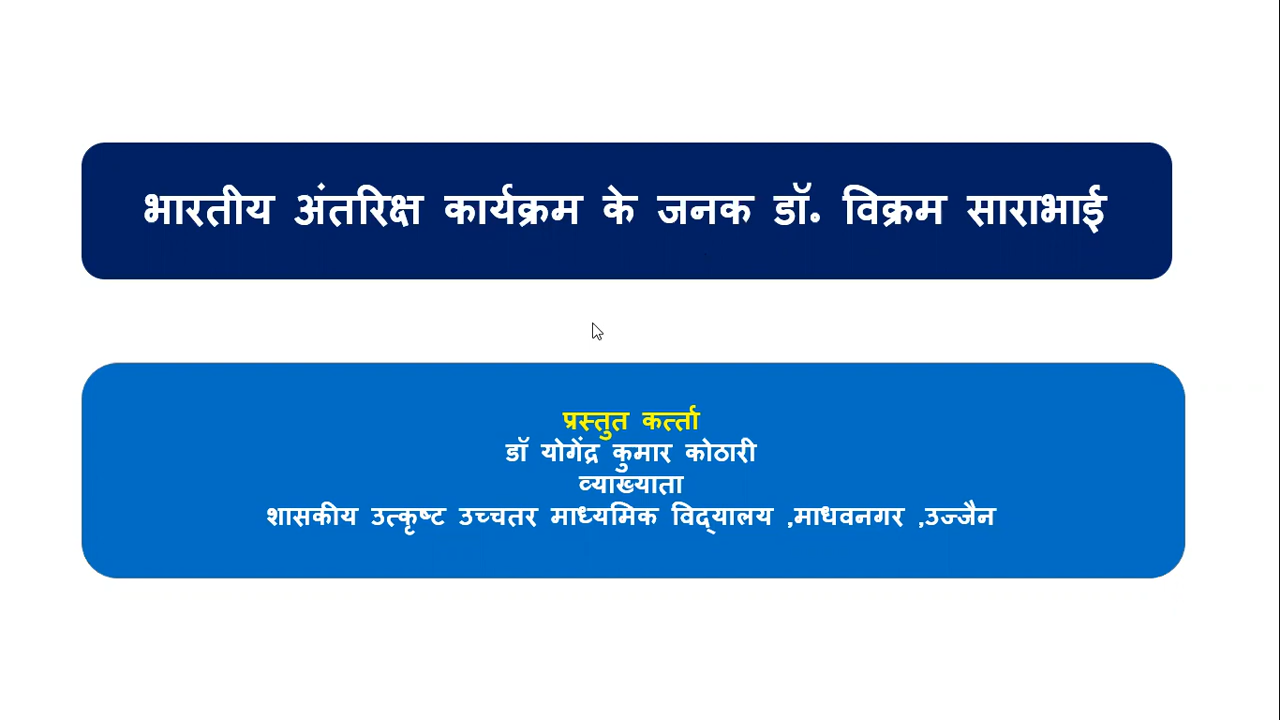 भारतीय अंतरिक्ष कार्यक्रम के जनक डॉ. विक्रम साराभाई
प्रस्तुत कर्त्ता
डॉ योगेंद्र कुमार कोठारी
व्याख्याता
शासकीय उत्कृष्ट उच्चतर माध्यमिक विद्यालय ,माधवनगर ,उज्जैन